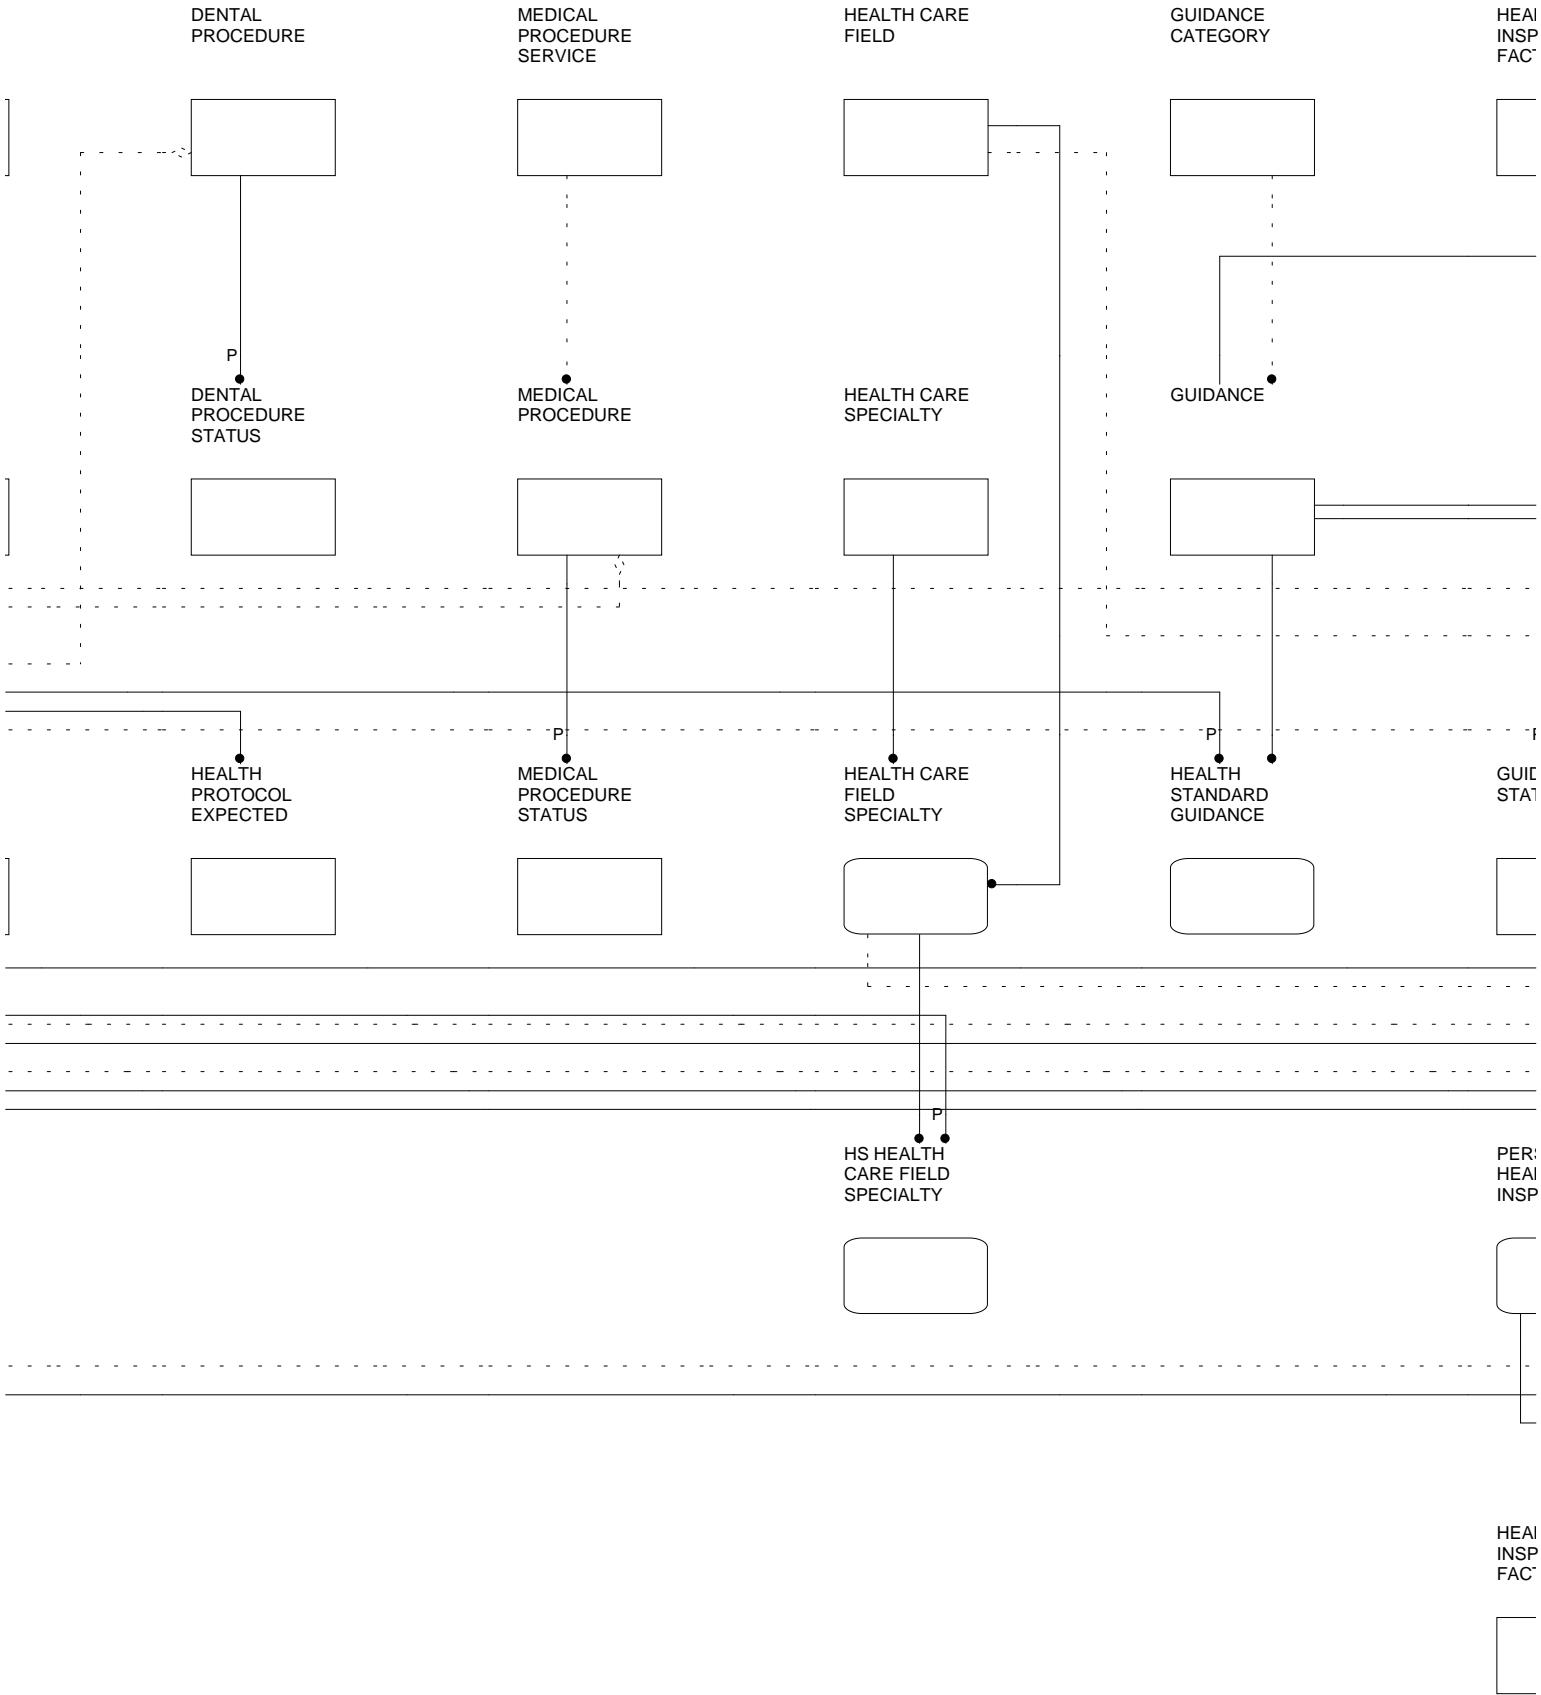 DENTAL
PROCEDURE
MEDICAL
PROCEDURE
SERVICE
HEALTH CARE
FIELD
GUIDANCE
CATEGORY
P
DENTAL
PROCEDURE
STATUS
MEDICAL
PROCEDURE
HEALTH CARE
SPECIALTY
GUIDANCE
P
P
HEALTH
PROTOCOL
EXPECTED
MEDICAL
PROCEDURE
STATUS
HEALTH CARE
FIELD
SPECIALTY
HEALTH
STANDARD
GUIDANCE
P
HS HEALTH
CARE FIELD
SPECIALTY